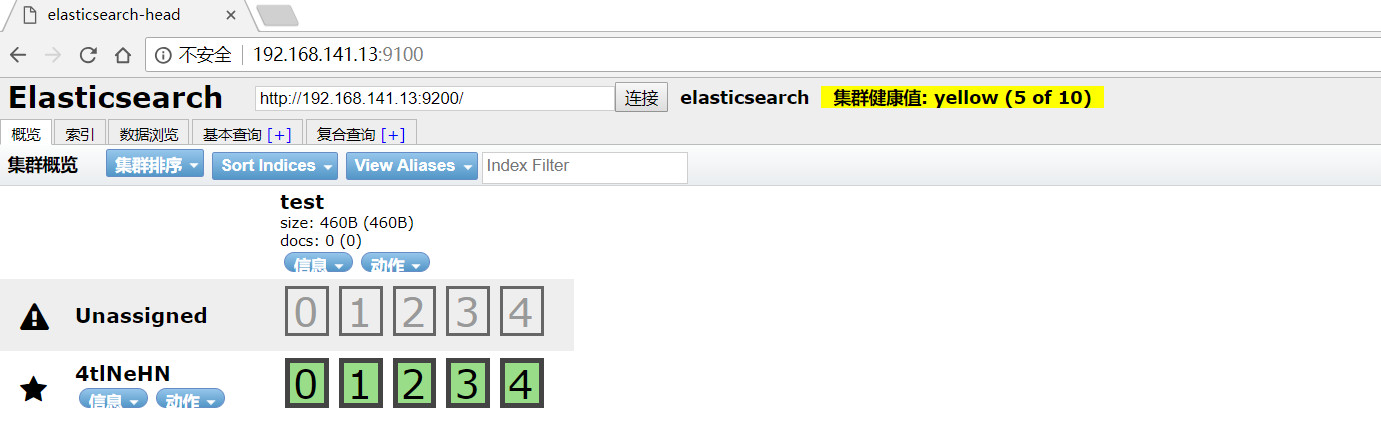 elasticsearch-head
不安全 192.168.141.13:9100
Elasticsearch http://192.168.141.13:9200/ 连接 elasticsearch 集群健康值: yellow (5 of 10)
概览 索引 数据浏览 基本查询 [+] 复合查询 [+]
集群概览 集群排序 Sort Indices View Aliases Index Filter
test
size: 460B (460B)
docs: 0 (0)
信息 动作
Unassigned 0 1 2 3 4
4tlNeHN 0 1 2 3 4
信息 动作